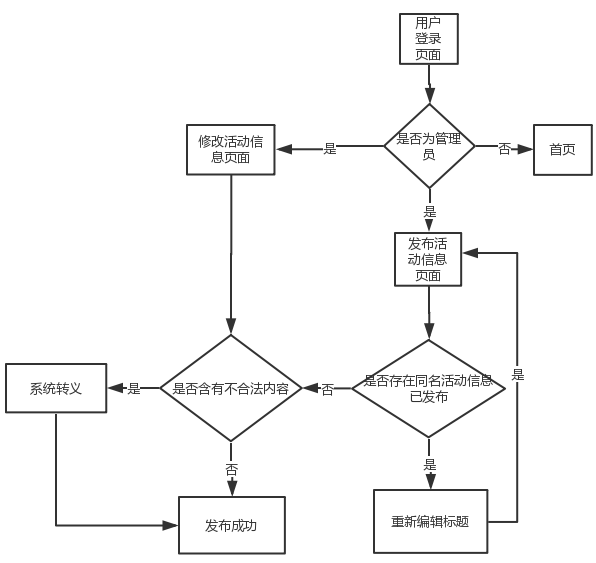 用户
登录
页面
是否为管理
员
是
修改活动信
息页面
否
首页
是
发布活
动信息
页面
是否存在同名活动信息
已发布
是
否
是否含有不合法内容
是
系统转义
否
发布成功
是
重新编辑标题